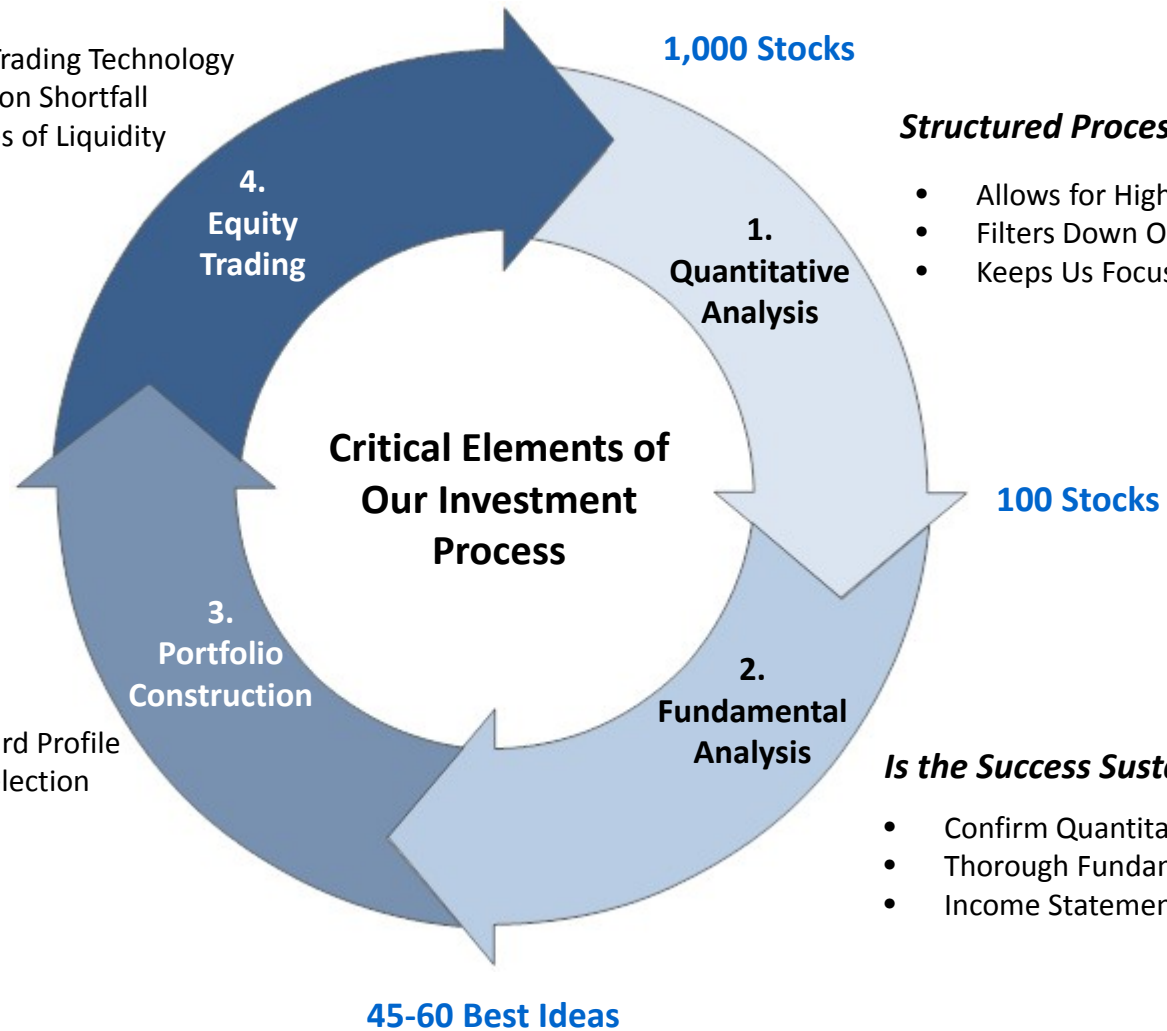 1,000 Stocks
Trading Technology
on Shortfall
s of Liquidity
Structured Proces
• Allows for High
• Filters Down O
• Keeps Us Focus
4.
Equity
Trading
1.
Quantitative
Analysis
Critical Elements of
Our Investment
Process
100 Stocks
3.
Portfolio
Construction
2.
Fundamental
Analysis
rd Profile
lection
Is the Success Susta
• Confirm Quantita
• Thorough Fundan
• Income Statemen
45-60 Best Ideas